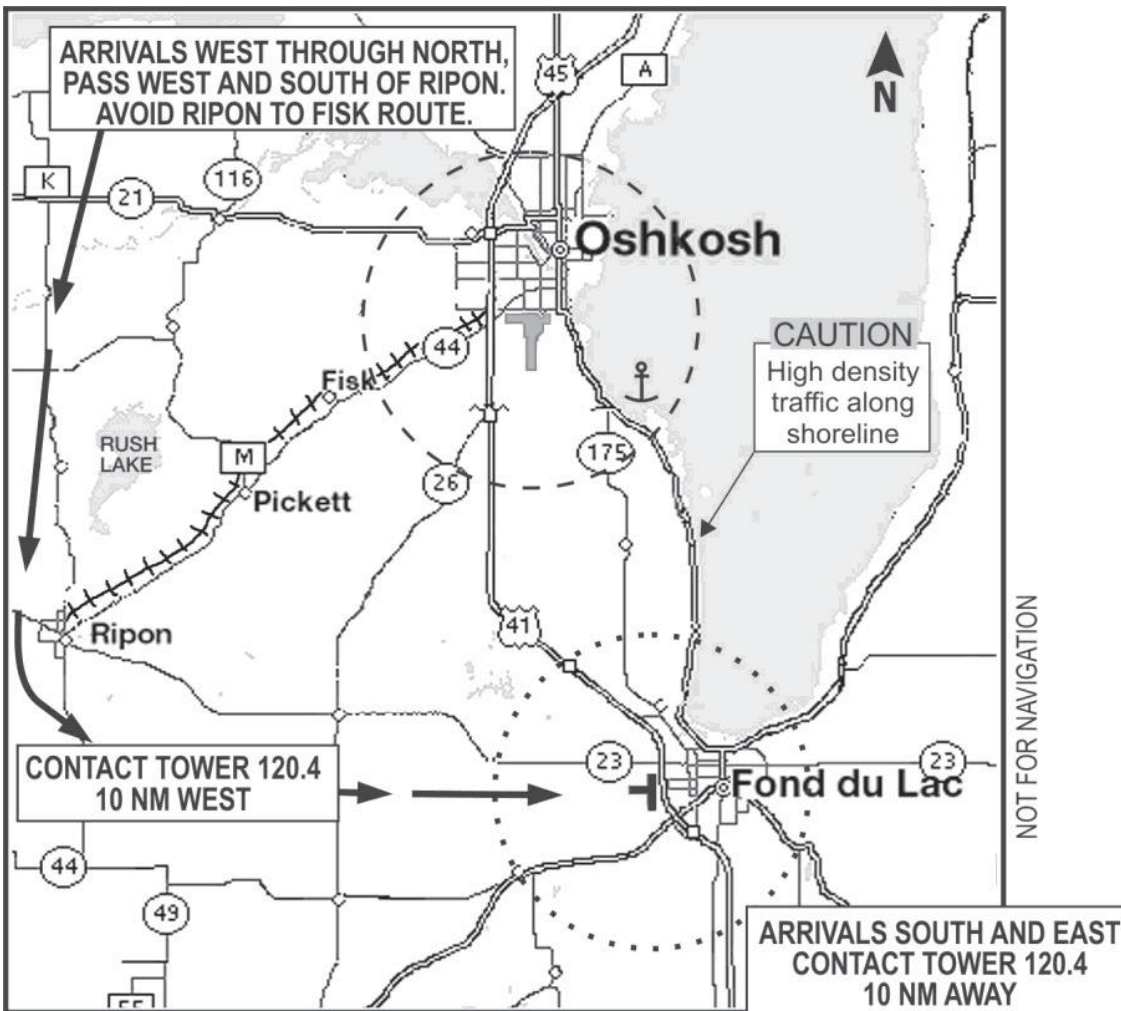 ARRIVALS WEST THROUGH NORTH,
PASS WEST AND SOUTH OF RIPON.
AVOID RIPON TO FISK ROUTE.
45
A
N
K
21
116
Oshkosh
44
Fisk
CAUTION
High density
traffic along
shoreline
RUSH
LAKE
M
Pickett
26
175
Ripon
41
NOT FOR NAVIGATION
CONTACT TOWER 120.4
10 NM WEST
23
23
Fond du Lac
44
49
ARRIVALS SOUTH AND EAST
CONTACT TOWER 120.4
10 NM AWAY